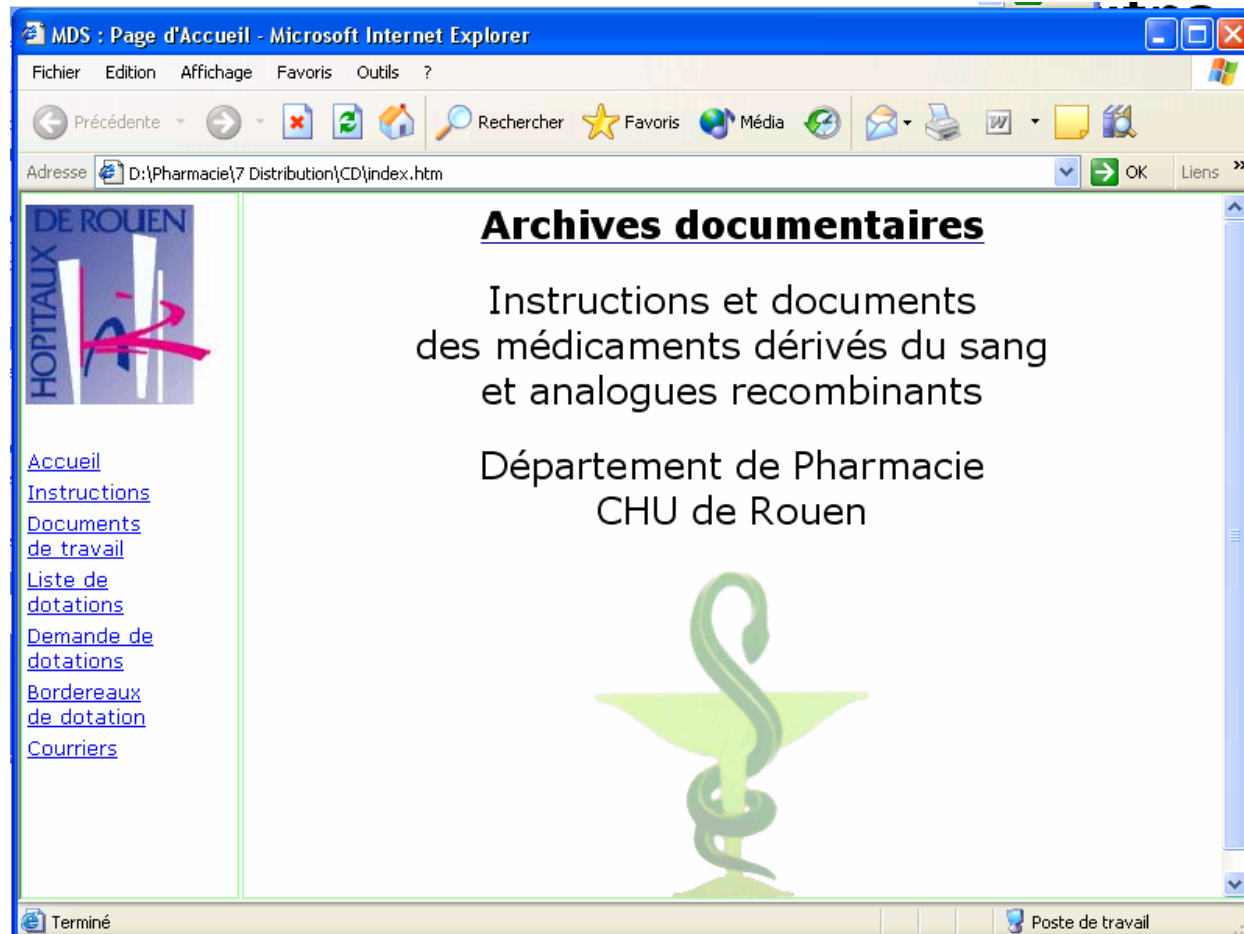 MDS : Page d'Accueil - Microsoft Internet Explorer
Fichier Edition Affichage Favoris Outils ?
Précédente Rechercher Favoris Média
Adresse D:\Pharmacie\7 Distribution\CD\index.htm OK Liens »
HOPITAUX
DE ROUEN
Accueil
Instructions
Documents
de travail
Liste de
dotations
Demande de
dotations
Bordereaux
de dotation
Courriers
Archives documentaires
Instructions et documents
des médicaments dérivés du sang
et analogues recombinants
Département de Pharmacie
CHU de Rouen
Terminé Poste de travail